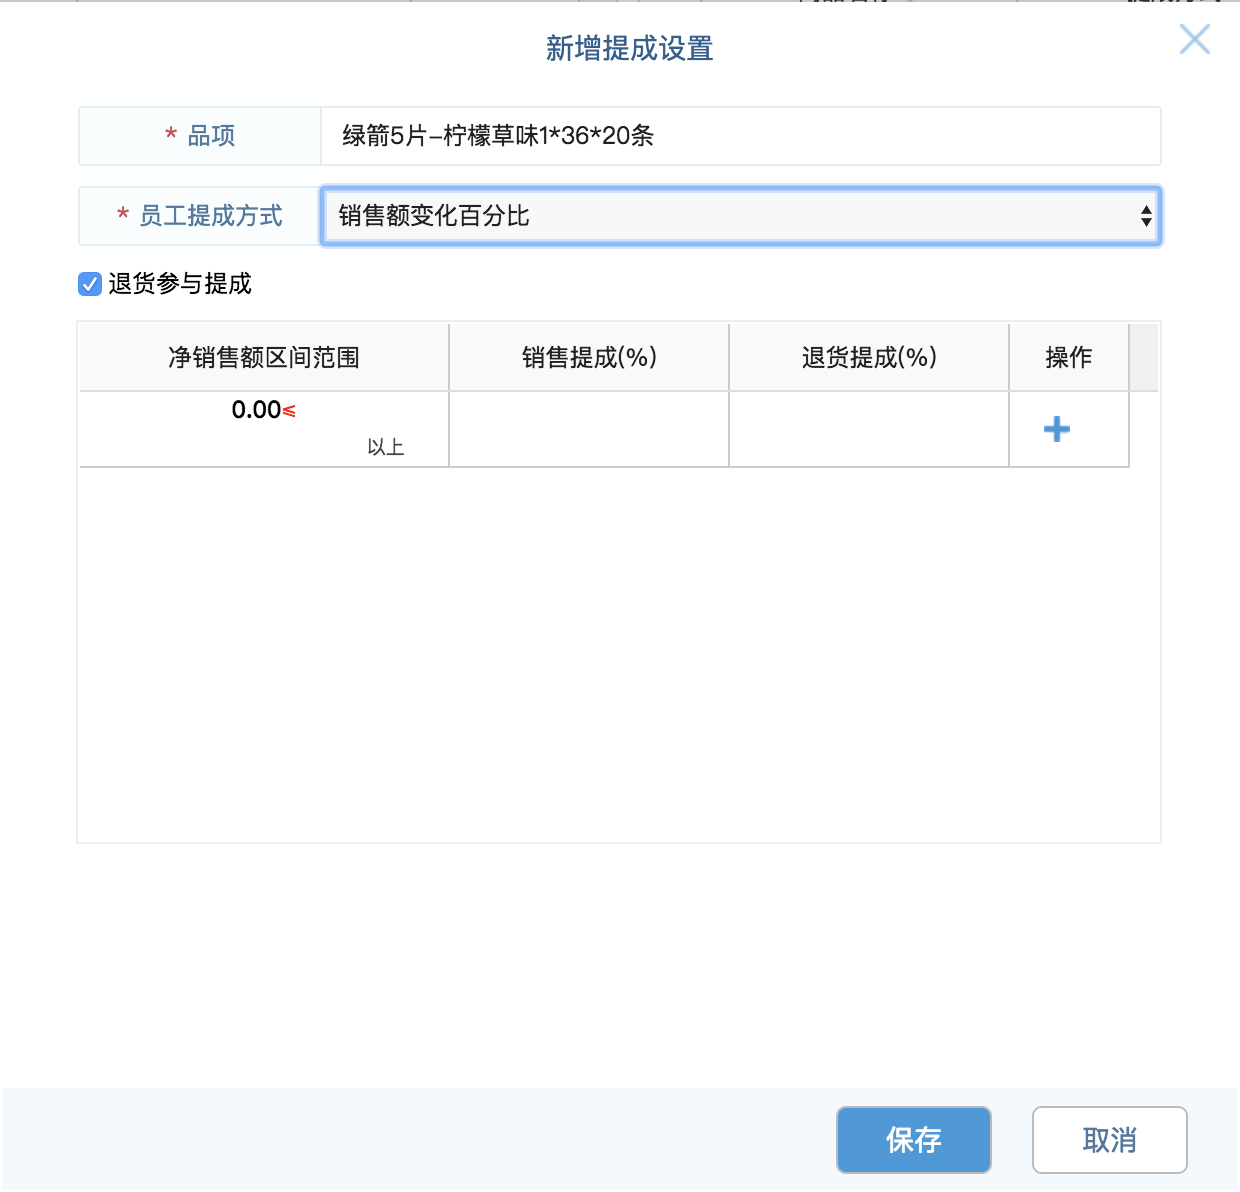 新增提成设置
* 品项
绿箭5片-柠檬草味1*36*20条
* 员工提成方式
销售额变化百分比
退货参与提成
净销售额区间范围 销售提成(%) 退货提成(%) 操作
0.00≤
以上
保存 取消